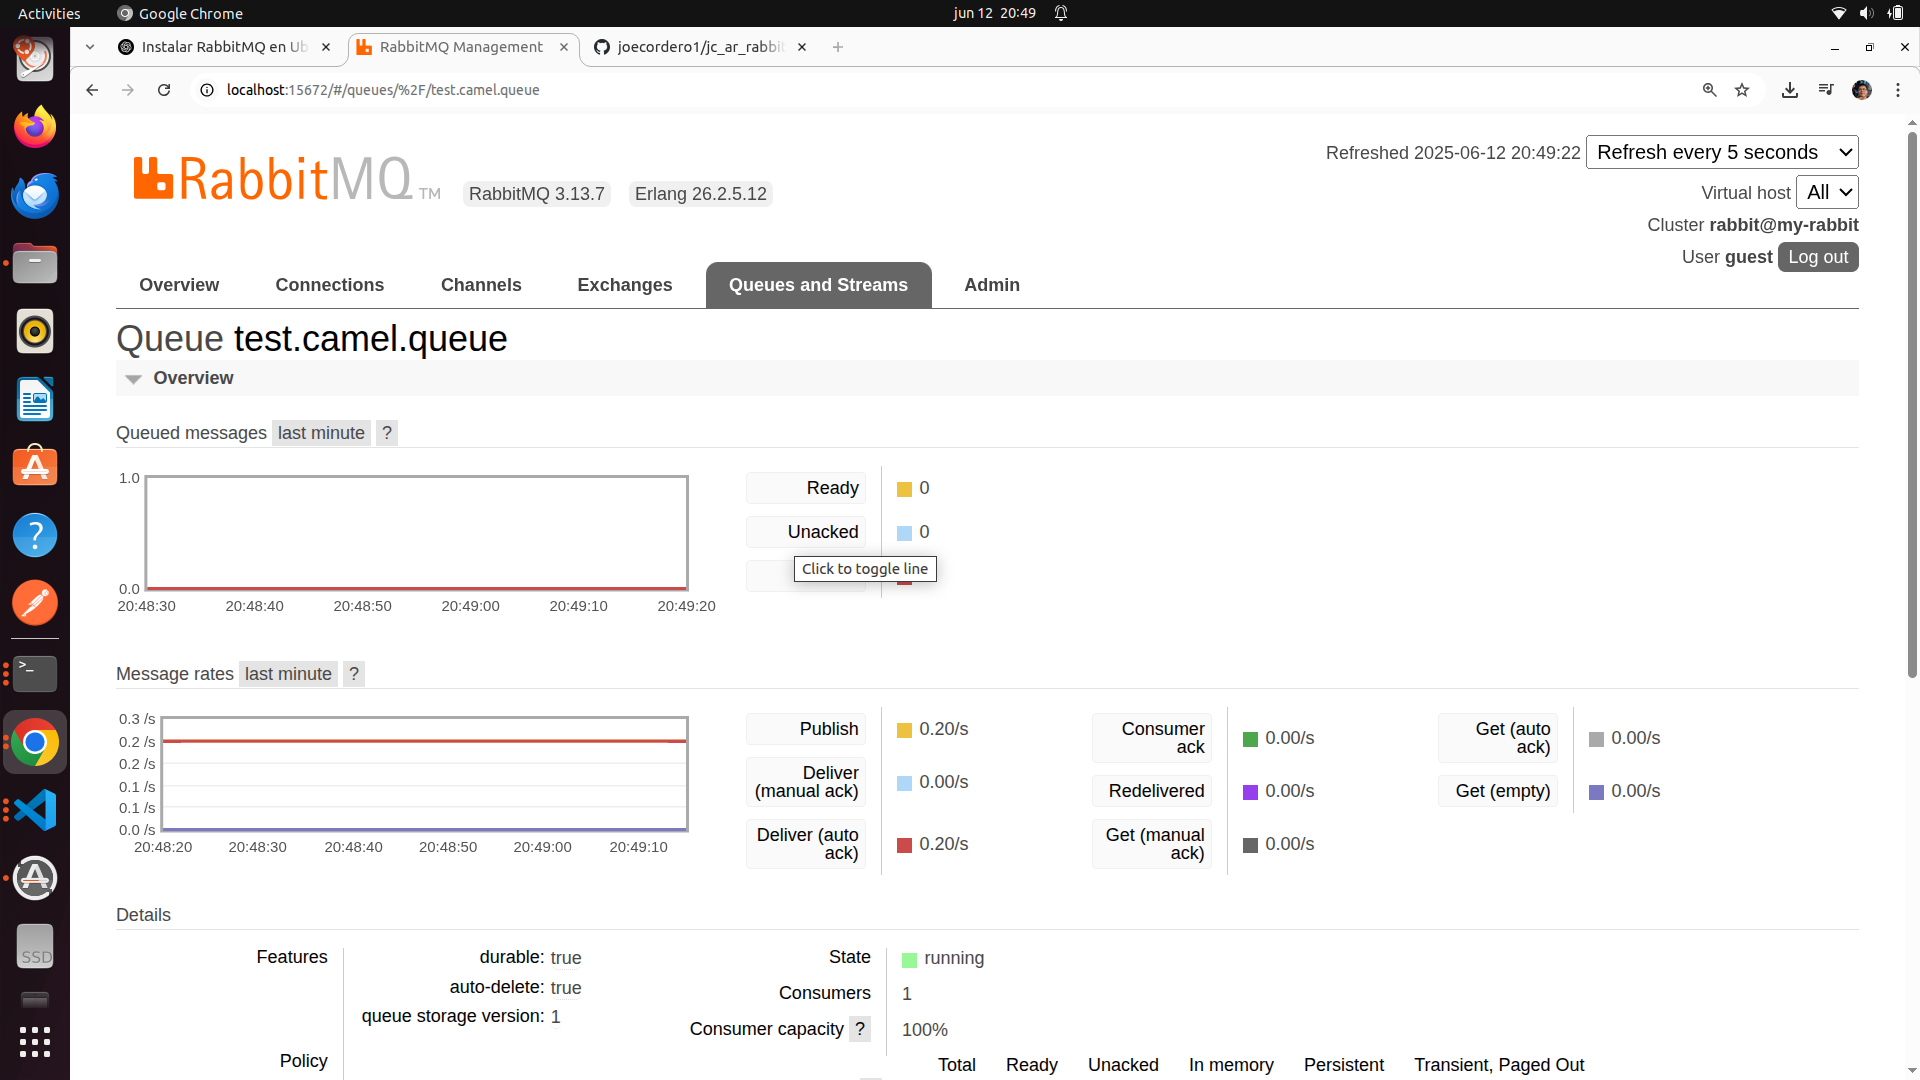 Activities
Google Chrome
jun 12 20:49
Instalar RabbitMQ en Ub
RabbitMQ Management
joecordero1/jc_ar_rabbit
localhost:15672/#/queues/%2F/test.camel.queue
RabbitMQ TM
RabbitMQ 3.13.7
Erlang 26.2.5.12
Refreshed 2025-06-12 20:49:22
Refresh every 5 seconds
Virtual host All
Cluster rabbit@my-rabbit
User guest Log out
Overview
Connections
Channels
Exchanges
Queues and Streams
Admin
Queue test.camel.queue
Overview
Queued messages last minute ?
1.0
0.0
20:48:30 20:48:40 20:48:50 20:49:00 20:49:10 20:49:20
Ready 0
Unacked 0
Click to toggle line
Message rates last minute ?
0.3 /s
0.2 /s
0.2 /s
0.1 /s
0.1 /s
0.0 /s
20:48:20 20:48:30 20:48:40 20:48:50 20:49:00 20:49:10
Publish 0.20/s
Deliver (manual ack) 0.00/s
Deliver (auto ack) 0.20/s
Consumer ack 0.00/s
Redelivered 0.00/s
Get (manual ack) 0.00/s
Get (auto ack) 0.00/s
Get (empty) 0.00/s
Details
Features
durable: true
auto-delete: true
queue storage version: 1
Policy
State running
Consumers 1
Consumer capacity ? 100%
Total Ready Unacked In memory Persistent Transient, Paged Out
SSD